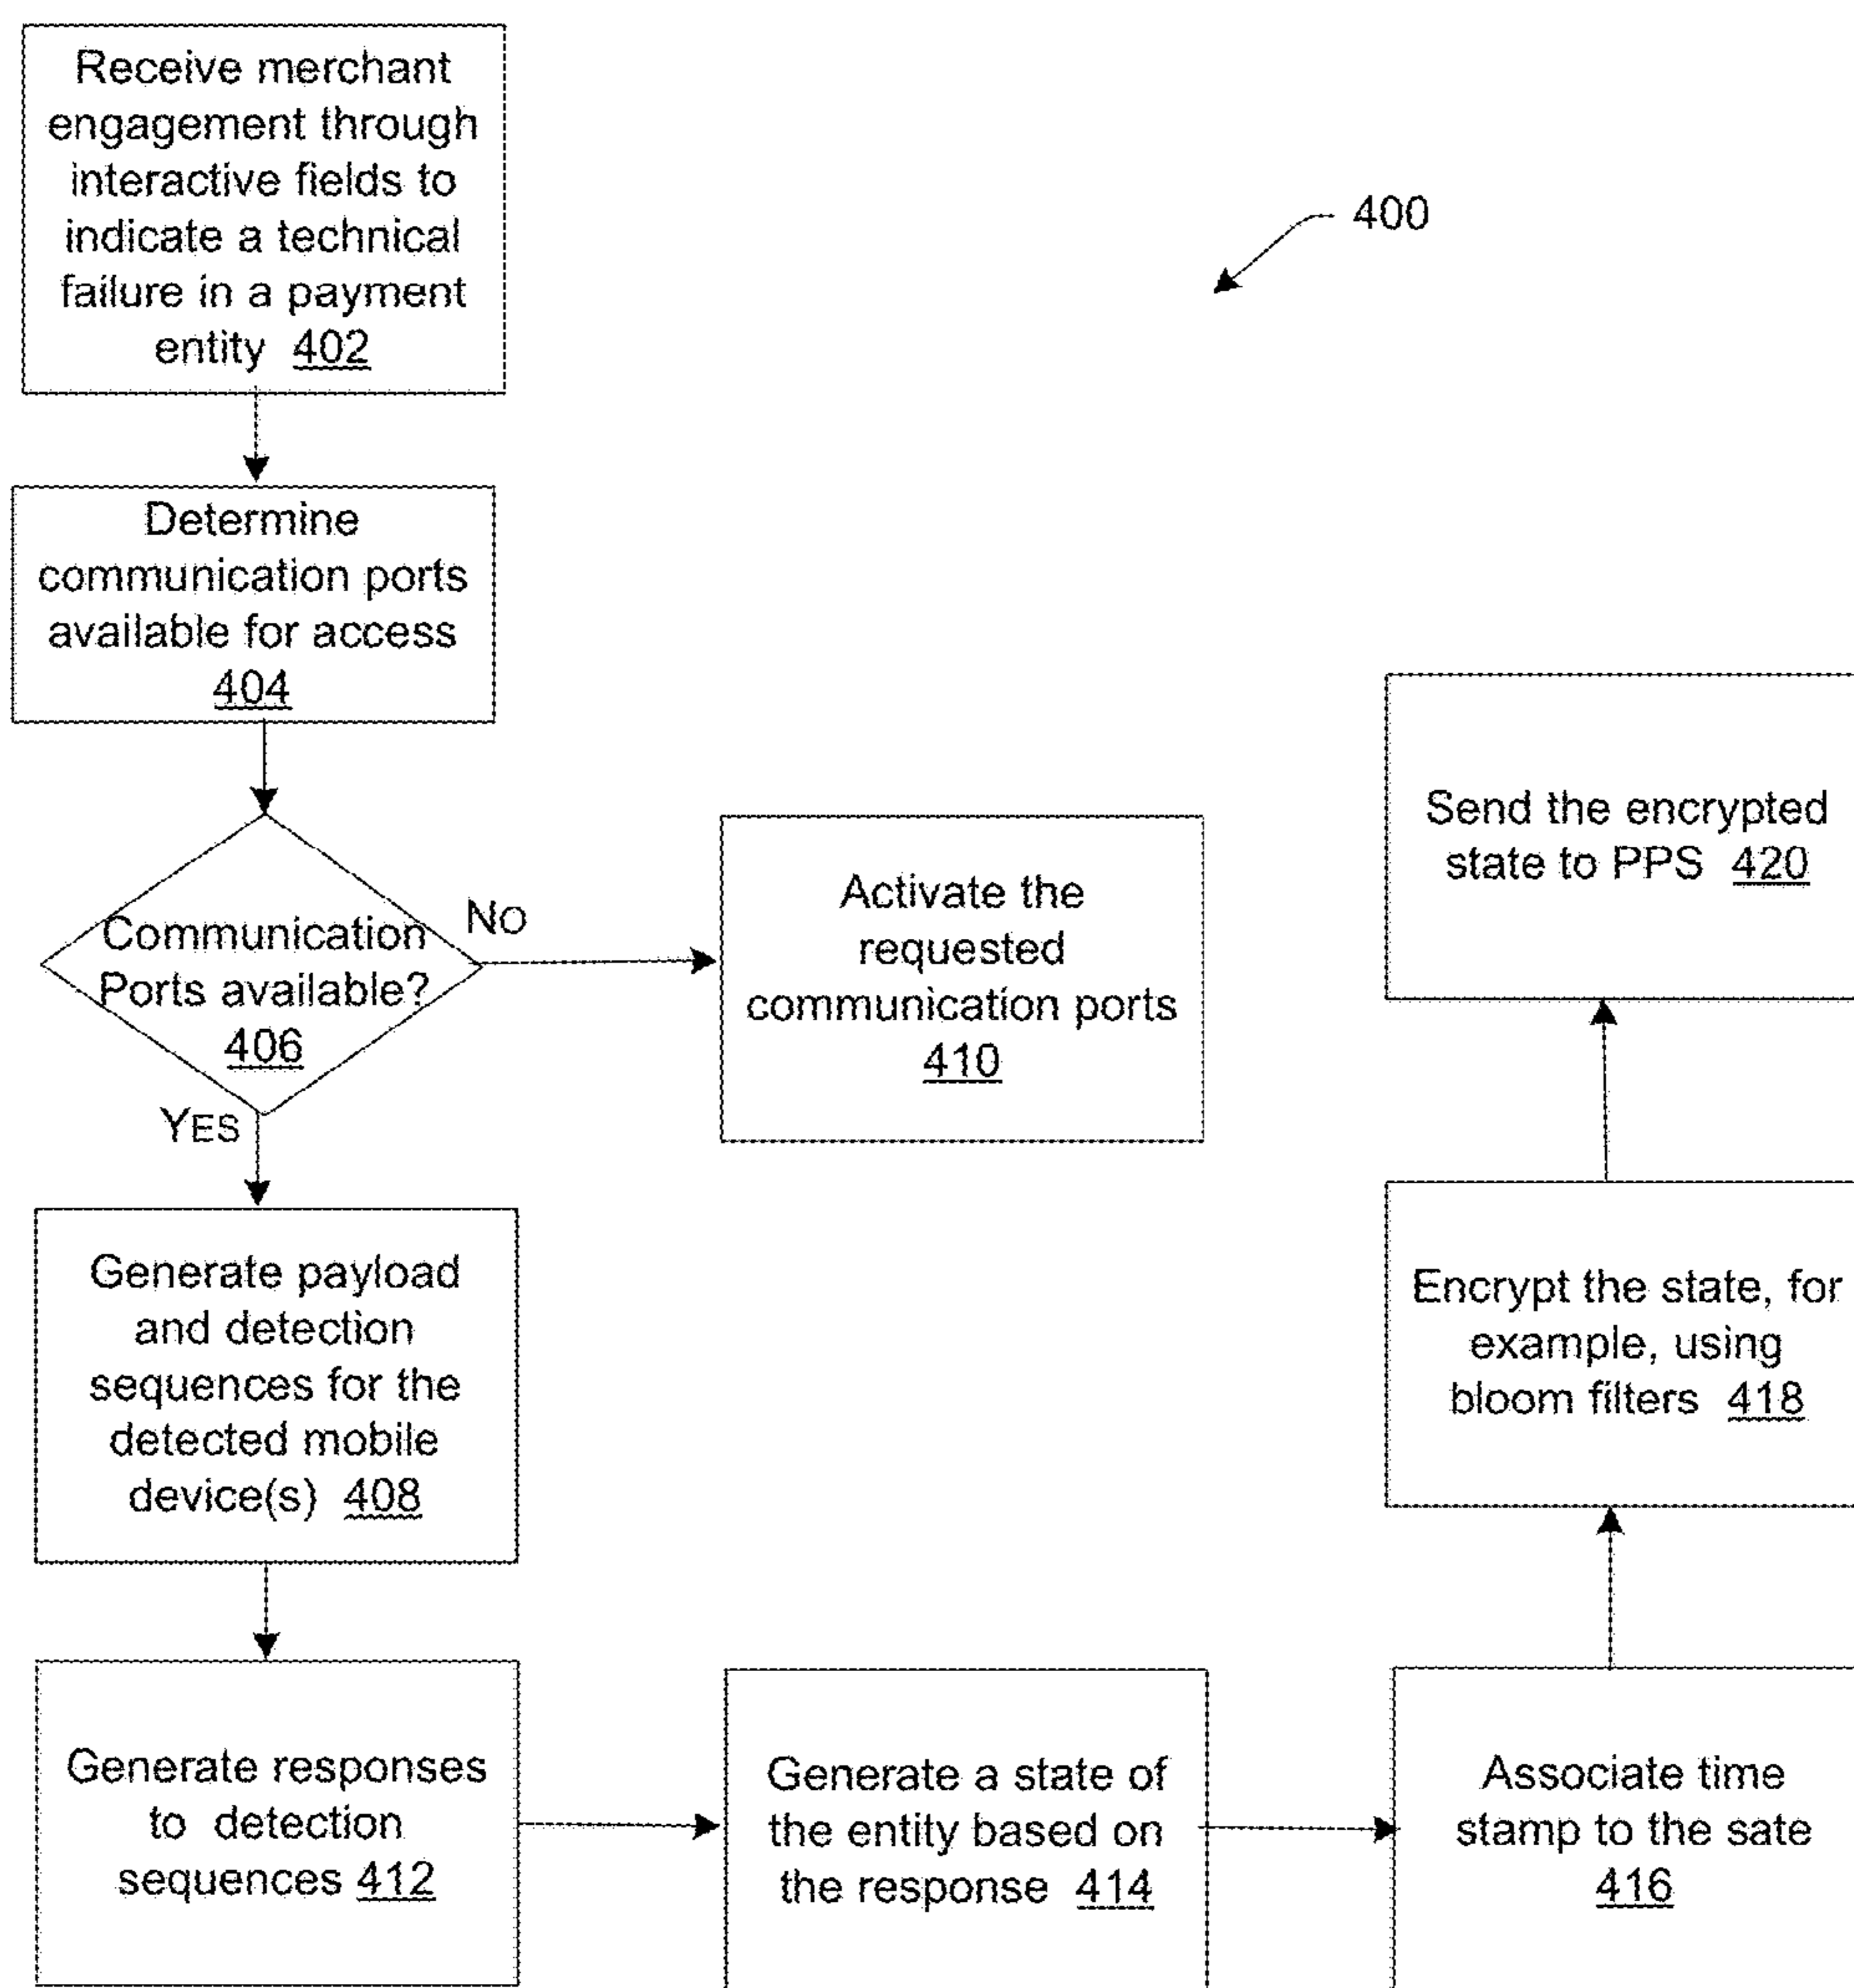 Receive merchant
engagement through
interactive fields to
indicate a technical
failure in a payment
entity 402
400
Determine
communication ports
available for access
404
Communication
Ports available?
406
NO
YES
Activate the
requested
communication ports
410
Generate payload
and detection
sequences for the
detected mobile
device(s) 408
Generate responses
to detection
sequences 412
Generate a state of
the entity based on
the response 414
Associate time
stamp to the sate
416
Encrypt the state, for
example, using
bloom filters 418
Send the encrypted
state to PPS 420